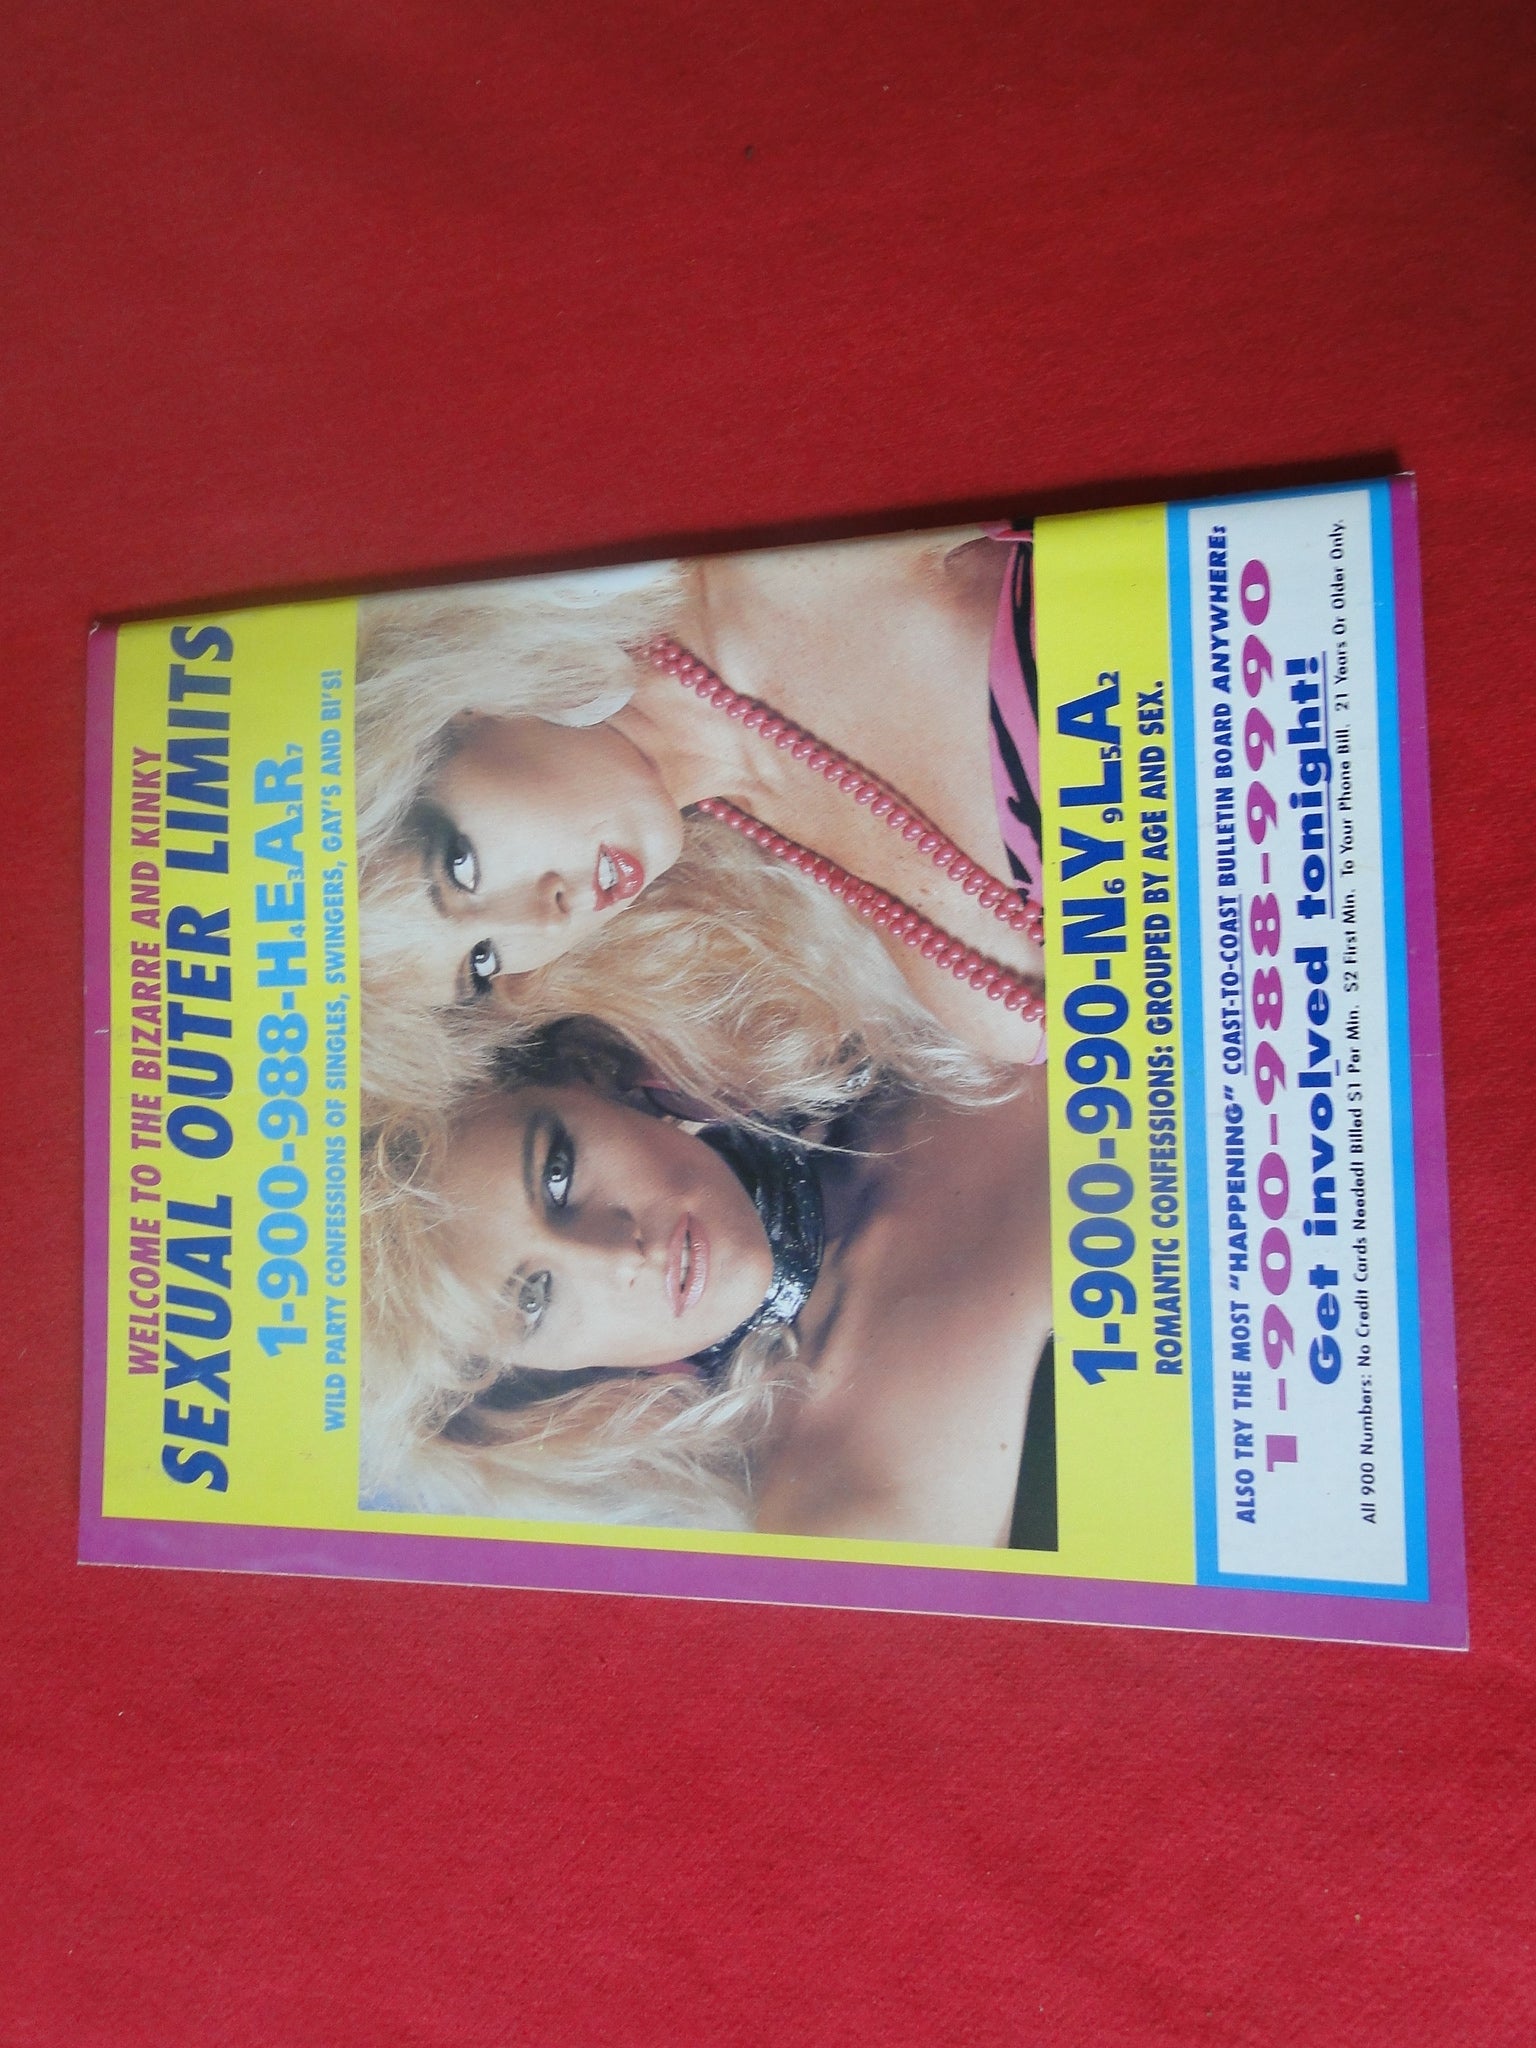 WELCOME TO THE BIZARRE AND KINKY
SEXUAL OUTER LIMITS
1-900-988-H4E3A2R7
WILD PARTY CONFESSIONS OF SINGLES, SWINGERS, GAY'S AND BI'S!
1-900-990-N6Y9L5A2
ROMANTIC CONFESSIONS: GROUPED BY AGE AND SEX.
ALSO TRY THE MOST "HAPPENING" COAST-TO-COAST BULLETIN BOARD ANYWHERE:
1-900-988-9990
Get involved tonight!
All 900 Numbers: No Credit Cards Needed! Billed $1 Per Min. $2 First Min. To Your Phone Bill. 21 Years Or Older Only.